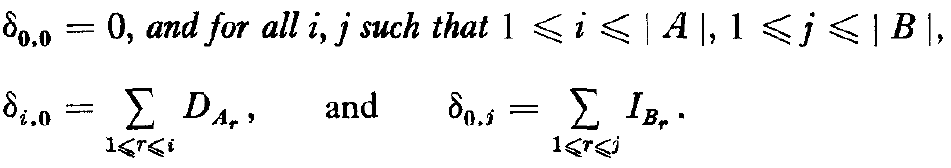 δ₀.₀ = 0, and for all i, j such that 1 ⩽ i ⩽ | A |, 1 ⩽ j ⩽ | B |,
δᵢ.₀ = ∑_{1⩽r⩽i} D_{A_r}, and δ₀.ⱼ = ∑_{1⩽r⩽j} I_{B_r}.